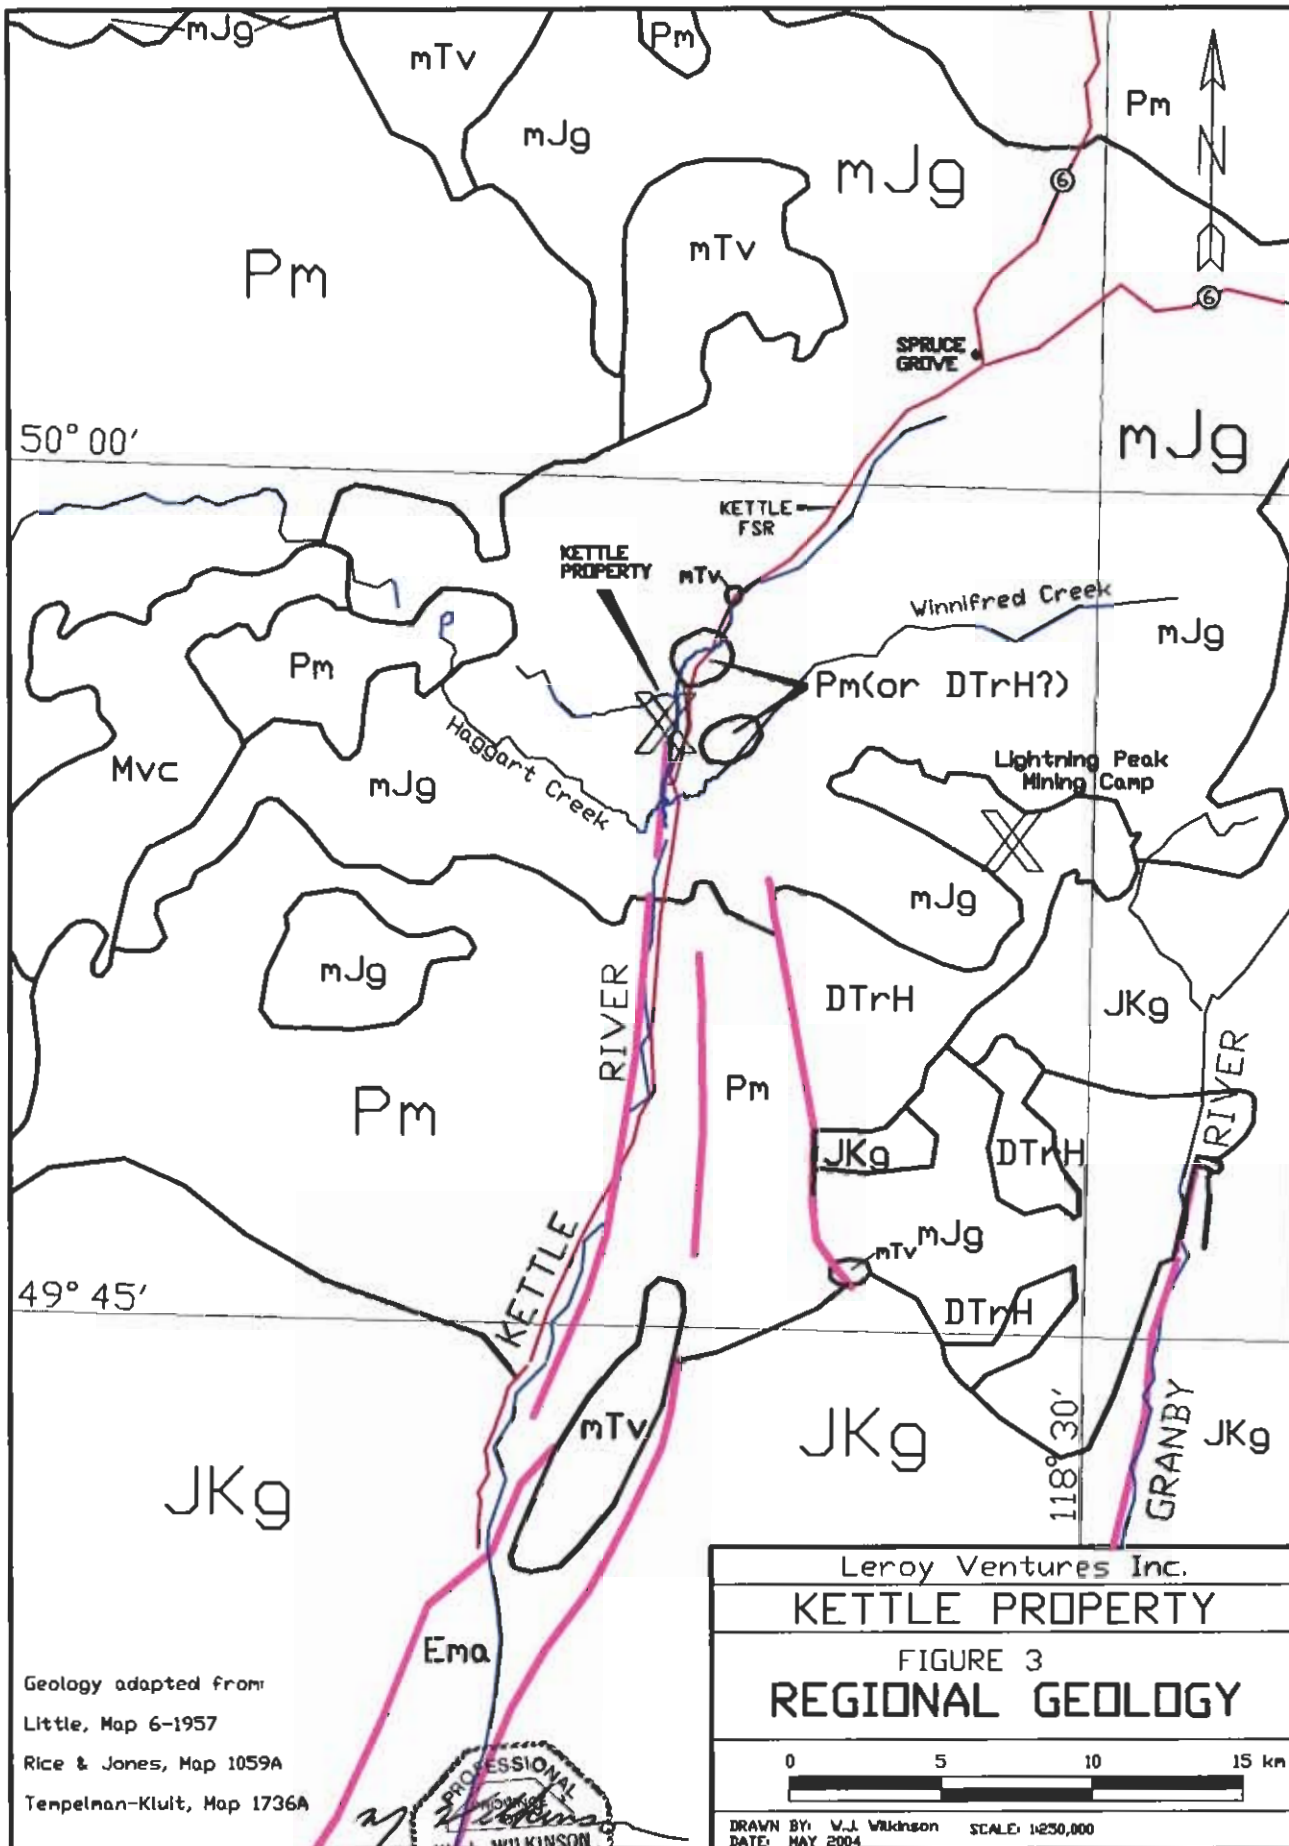 mJg
mTv
Pm
mJg
Pm
mJg
N
6
Pm
mTv
6
SPRUCE
GROVE
50° 00′
mJg
KETTLE
FSR
KETTLE
PROPERTY
mTv
Winnifred Creek
mJg
Pm
Pm(or DTrH?)
Haggart Creek
Mvc
mJg
Lightning Peak
Mining Camp
mJg
mJg
RIVER
DTrH
JKg
Pm
Pm
RIVER
JKg
DTrH
KETTLE
mTv
mJg
49° 45′
DTrH
mTv
JKg
118° 30′
GRANBY
JKg
JKg
Ema
Leroy Ventures Inc.
KETTLE PROPERTY
FIGURE 3
REGIONAL GEOLOGY
0 5 10 15 km
DRAWN BY: W.J. Wilkinson SCALE: 1:250,000
DATE: MAY 2004
Geology adapted from:
Little, Map 6-1957
Rice & Jones, Map 1059A
Tempelman-Kluit, Map 1736A
PROFESSIONAL
PROVINCE
WILKINSON